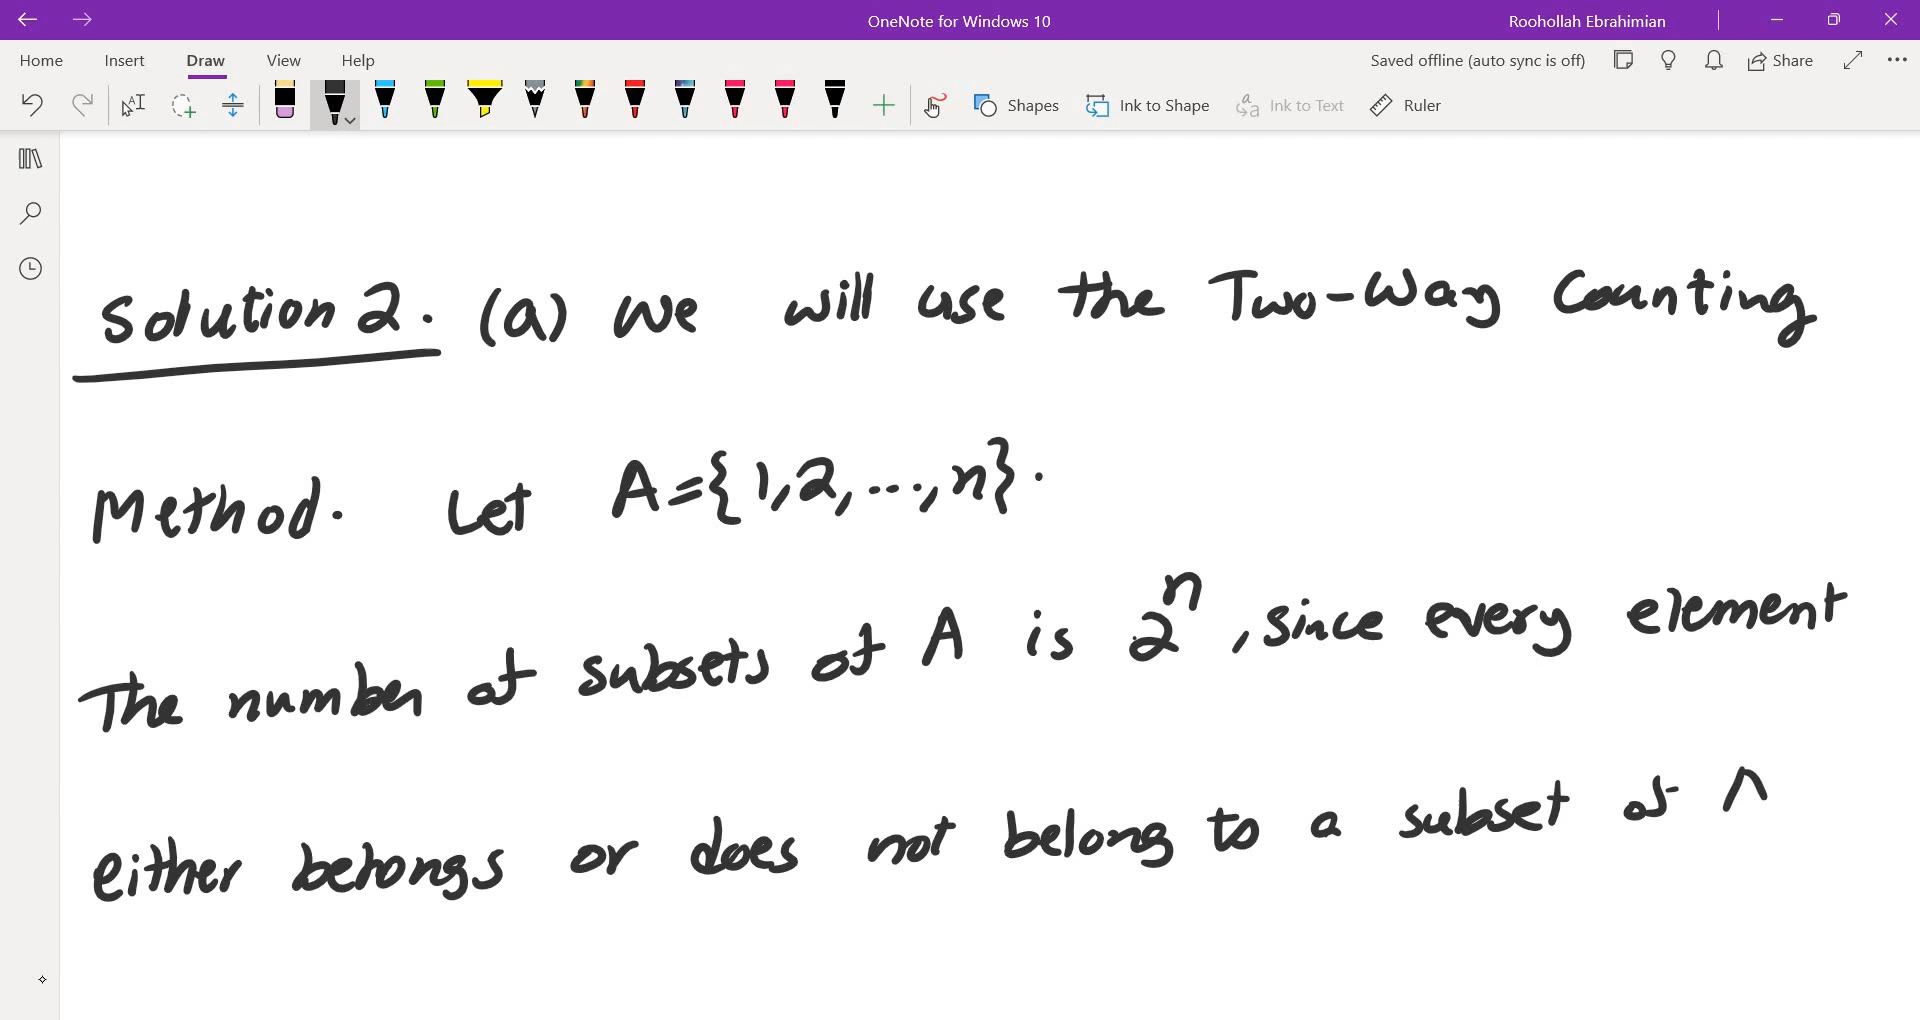 OneNote for Windows 10
Roohollah Ebrahimian
Home Insert Draw View Help
Saved offline (auto sync is off) Share
Shapes Ink to Shape Ink to Text Ruler
Solution 2. (a) We will use the Two-Way Counting
Method. Let A={1,2,...,n}.
The number of subsets of A is 2ⁿ, since every element
either belongs or does not belong to a subset of A